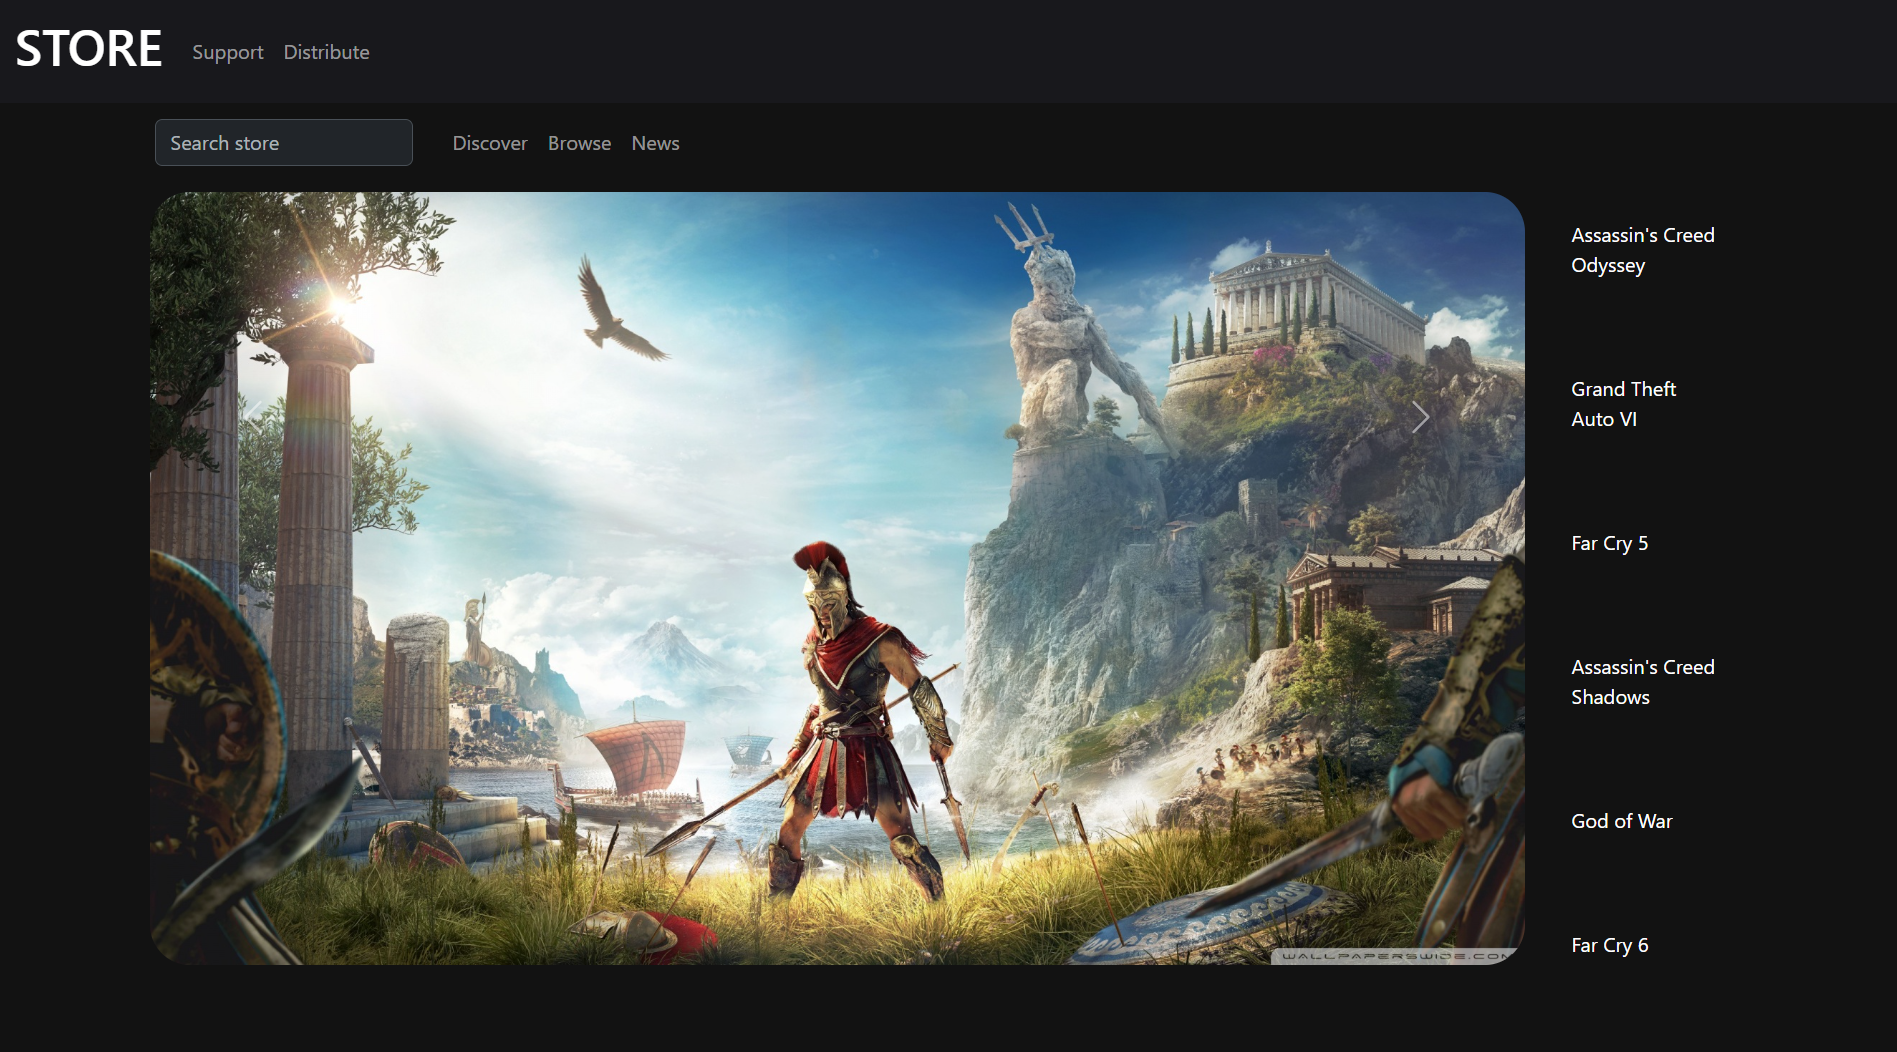 STORE
Support
Distribute
Search store
Discover
Browse
News
Assassin's Creed
Odyssey
Grand Theft
Auto VI
Far Cry 5
Assassin's Creed
Shadows
God of War
Far Cry 6
WALLPAPERSWIDE.COM